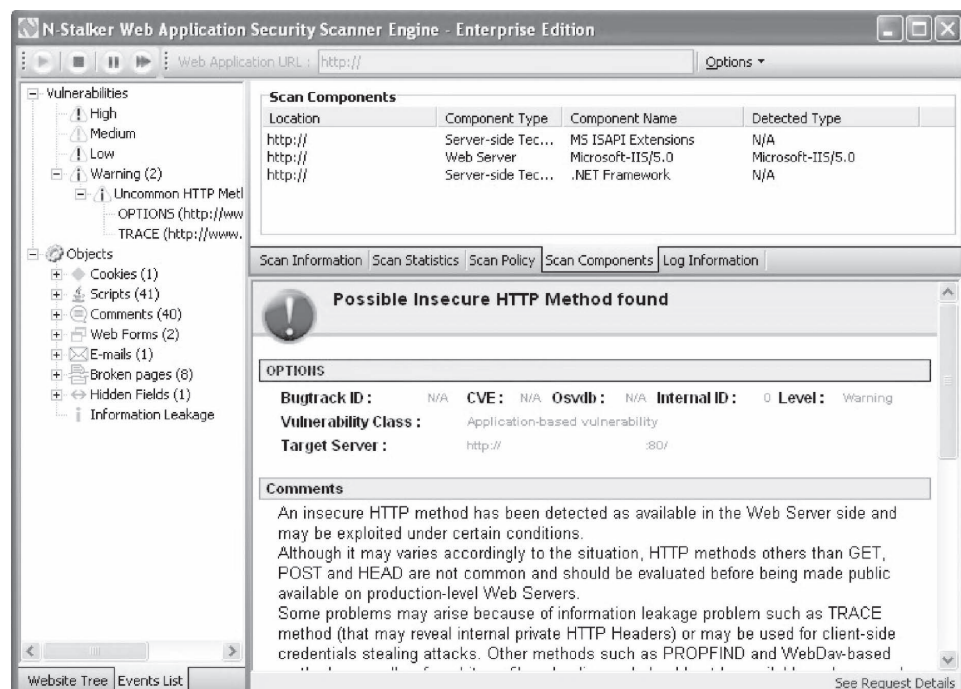 N-Stalker Web Application Security Scanner Engine - Enterprise Edition
Web Application URL : http://
Options
Vulnerabilities
High
Medium
Low
Warning (2)
Uncommon HTTP Metl
OPTIONS (http://ww
TRACE (http://www.
Objects
Cookies (1)
Scripts (41)
Comments (40)
Web Forms (2)
E-mails (1)
Broken pages (8)
Hidden Fields (1)
Information Leakage
Website Tree Events List
Scan Components
Location Component Type Component Name Detected Type
http:// Server-side Tec... MS ISAPI Extensions N/A
http:// Web Server Microsoft-IIS/5.0 Microsoft-IIS/5.0
http:// Server-side Tec... .NET Framework N/A
Scan Information Scan Statistics Scan Policy Scan Components Log Information
Possible Insecure HTTP Method found
OPTIONS
Bugtrack ID : N/A CVE : N/A Osvdb : N/A Internal ID : 0 Level : Warning
Vulnerability Class : Application-based vulnerability
Target Server : http:// :80/
Comments
An insecure HTTP method has been detected as available in the Web Server side and
may be exploited under certain conditions.
Although it may varies accordingly to the situation, HTTP methods others than GET,
POST and HEAD are not common and should be evaluated before being made public
available on production-level Web Servers.
Some problems may arise because of information leakage problem such as TRACE
method (that may reveal internal private HTTP Headers) or may be used for client-side
credentials stealing attacks. Other methods such as PROPFIND and WebDav-based
See Request Details